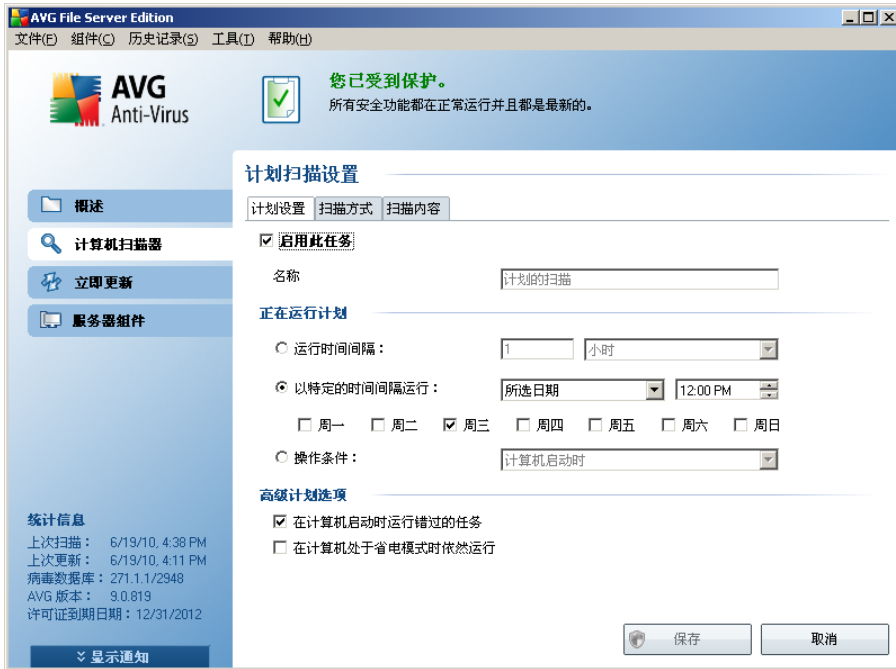 AVG File Server Edition
文件(F) 组件(C) 历史记录(S) 工具(T) 帮助(H)
AVG
Anti-Virus
您已受到保护。
所有安全功能都在正常运行并且都是最新的。
概述
计算机扫描器
立即更新
服务器组件
统计信息
上次扫描： 6/19/10, 4:38 PM
上次更新： 6/19/10, 4:11 PM
病毒数据库：271.1.1/2948
AVG 版本： 9.0.819
许可证到期日期：12/31/2012
显示通知
计划扫描设置
计划设置 扫描方式 扫描内容
启用此任务
名称 计划的扫描
正在运行计划
运行时间间隔： 1 小时
以特定的时间间隔运行： 所选日期 12:00 PM
周一 周二 周三 周四 周五 周六 周日
操作条件： 计算机启动时
高级计划选项
在计算机启动时运行错过的任务
在计算机处于省电模式时依然运行
保存 取消